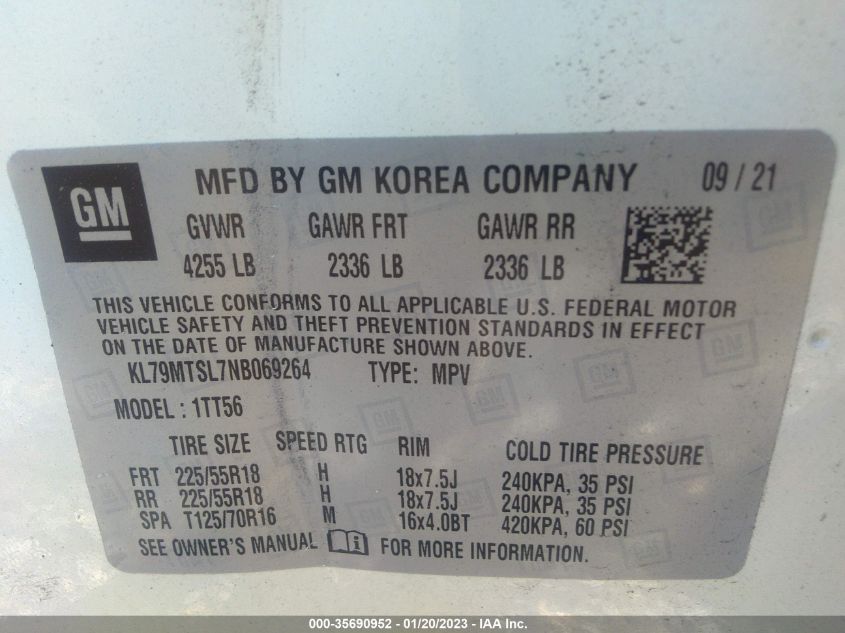 GM
MFD BY GM KOREA COMPANY 09 / 21
GVWR GAWR FRT GAWR RR
4255 LB 2336 LB 2336 LB
THIS VEHICLE CONFORMS TO ALL APPLICABLE U.S. FEDERAL MOTOR
VEHICLE SAFETY AND THEFT PREVENTION STANDARDS IN EFFECT
ON THE DATE OF MANUFACTURE SHOWN ABOVE.
KL79MTSL7NB069264 TYPE: MPV
MODEL : 1TT56
TIRE SIZE SPEED RTG RIM COLD TIRE PRESSURE
FRT 225/55R18 H 18x7.5J 240KPA, 35 PSI
RR 225/55R18 H 18x7.5J 240KPA, 35 PSI
SPA T125/70R16 M 16x4.0BT 420KPA, 60 PSI
SEE OWNER'S MANUAL FOR MORE INFORMATION.
000-35690952 - 01/20/2023 - IAA Inc.